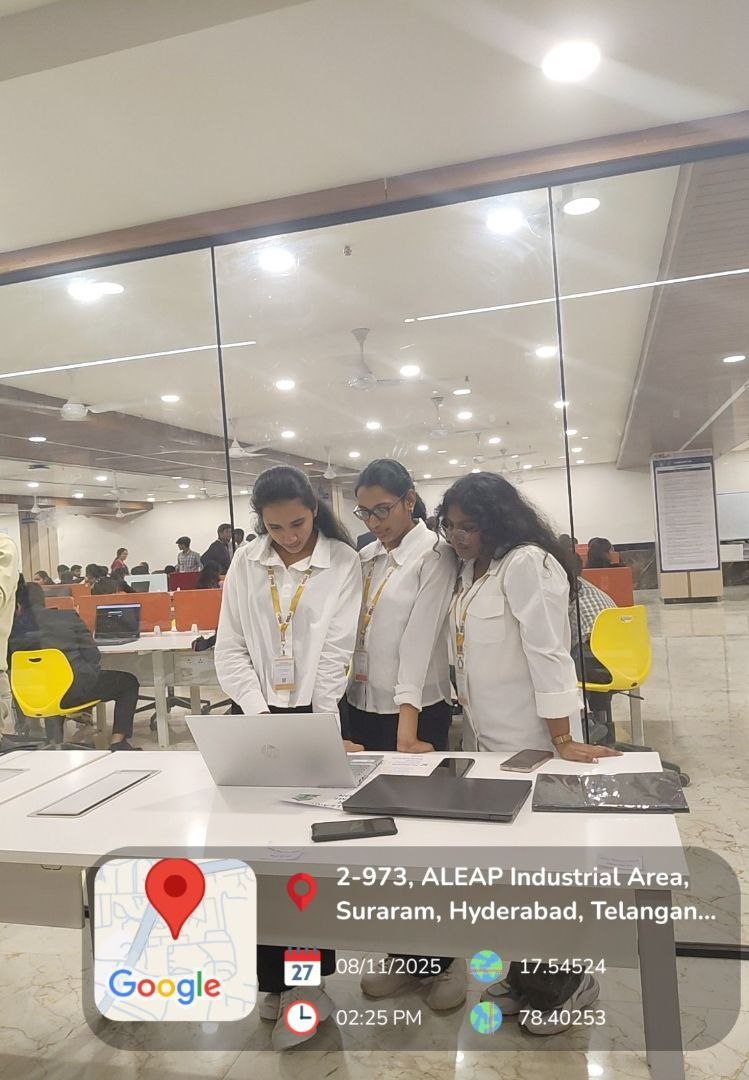 hp
2-973, ALEAP Industrial Area,
Suraram, Hyderabad, Telangan...
27
08/11/2025
17.54524
Google
02:25 PM
78.40253